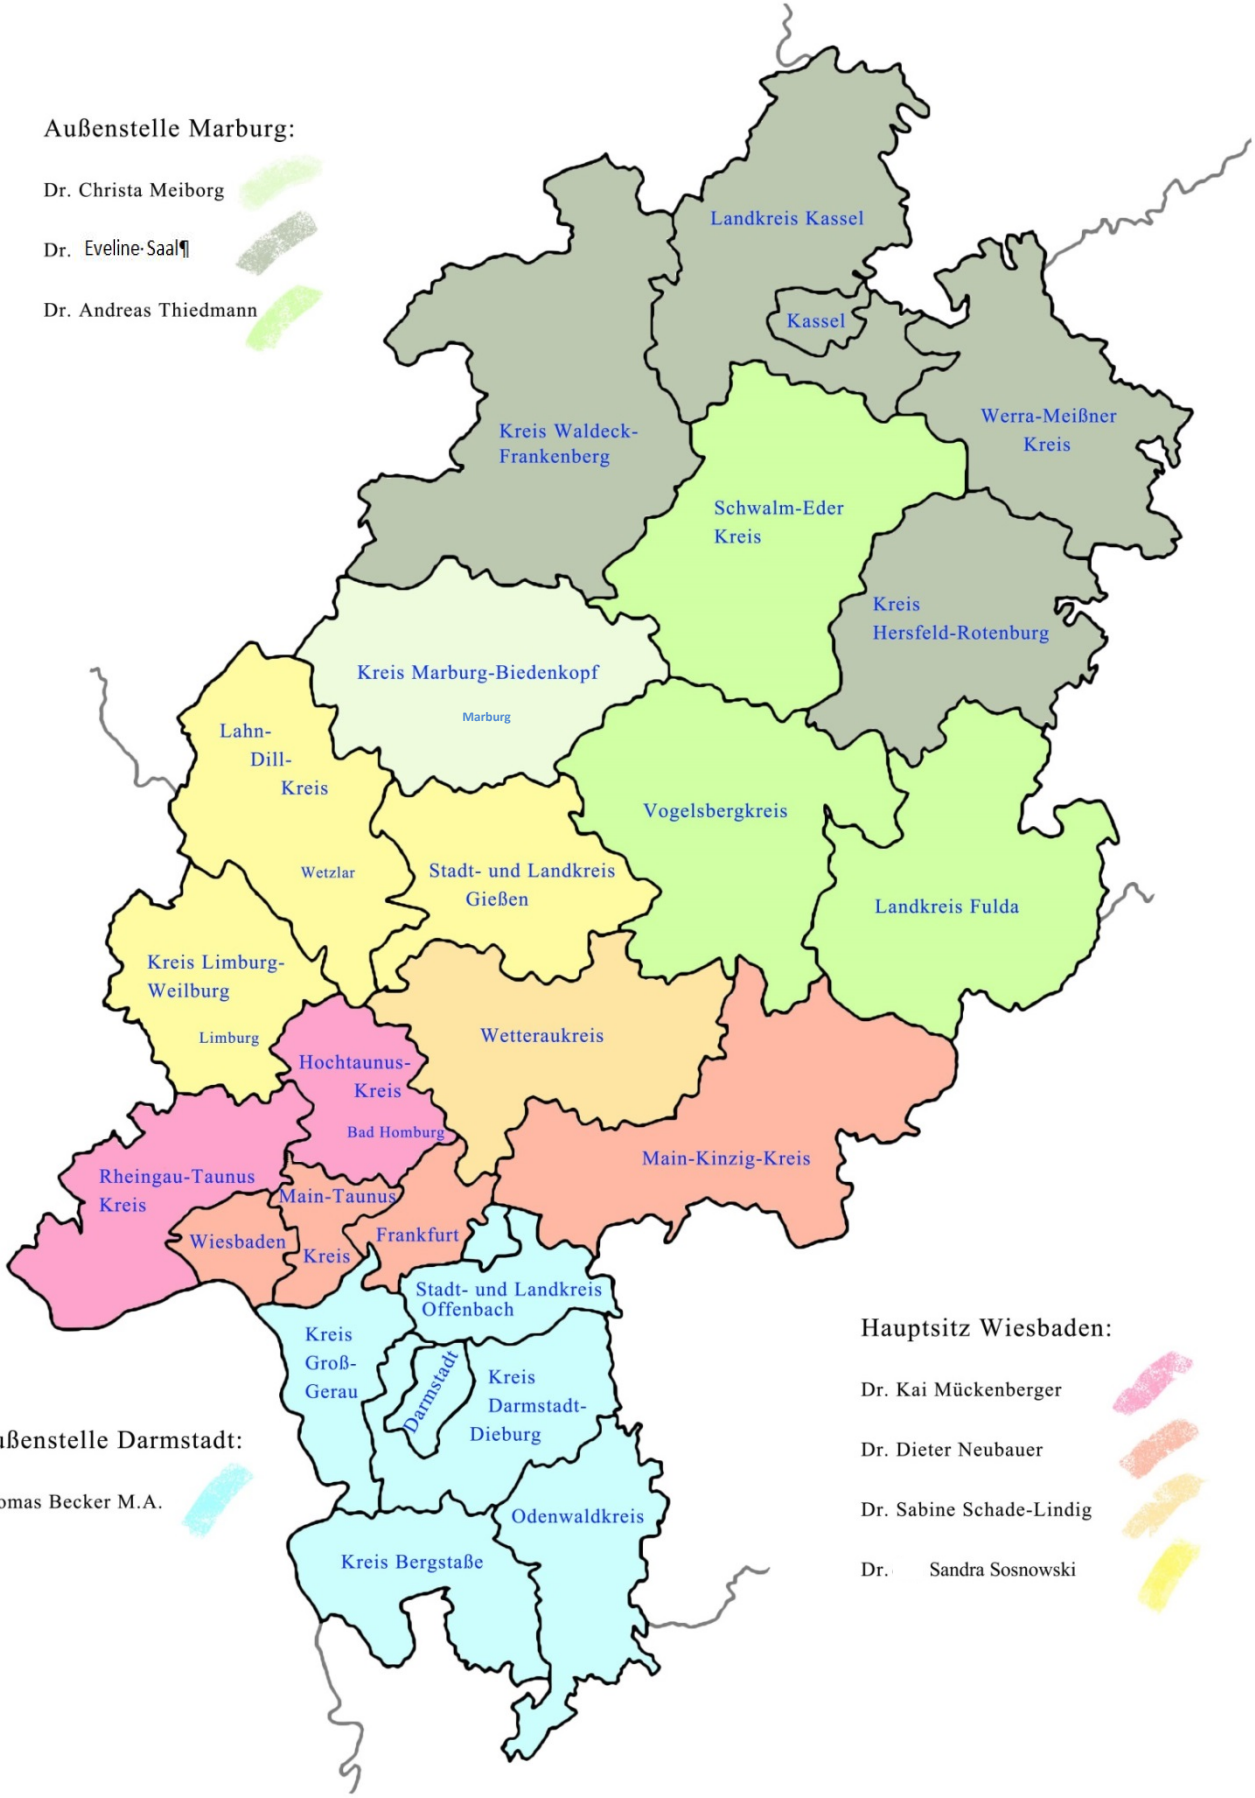 Außenstelle Marburg:
Dr. Christa Meiborg
Dr. Eveline·Saal¶
Dr. Andreas Thiedmann
Landkreis Kassel
Kassel
Werra-Meißner
Kreis
Kreis Waldeck-
Frankenberg
Schwalm-Eder
Kreis
Kreis
Hersfeld-Rotenburg
Kreis Marburg-Biedenkopf
Marburg
Lahn-
Dill-
Kreis
Wetzlar
Vogelsbergkreis
Stadt- und Landkreis
Gießen
Landkreis Fulda
Kreis Limburg-
Weilburg
Limburg
Wetteraukreis
Hochtaunus-
Kreis
Bad Homburg
Main-Kinzig-Kreis
Rheingau-Taunus
Kreis
Main-Taunus
Kreis
Wiesbaden
Frankfurt
Stadt- und Landkreis
Offenbach
Kreis
Groß-
Gerau
Darmstadt
Kreis
Darmstadt-
Dieburg
Odenwaldkreis
Kreis Bergstaße
Hauptsitz Wiesbaden:
Dr. Kai Mückenberger
Dr. Dieter Neubauer
Dr. Sabine Schade-Lindig
Dr. Sandra Sosnowski
ußenstelle Darmstadt:
omas Becker M.A.